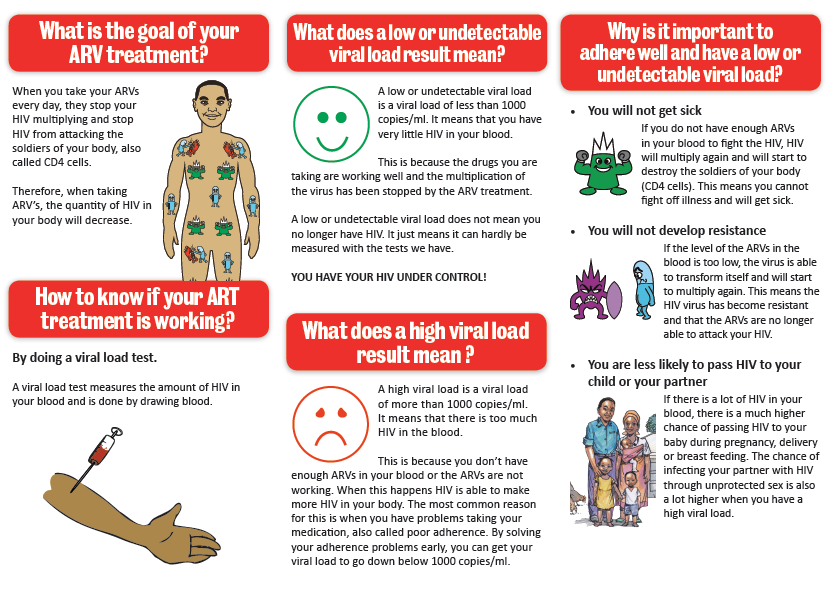 What is the goal of your
ARV treatment?
When you take your ARVs
every day, they stop your
HIV multiplying and stop
HIV from attacking the
soldiers of your body, also
called CD4 cells.
Therefore, when taking
ARV's, the quantity of HIV in
your body will decrease.
How to know if your ART
treatment is working?
By doing a viral load test.
A viral load test measures the amount of HIV in
your blood and is done by drawing blood.
What does a low or undetectable
viral load result mean?
A low or undetectable viral load
is a viral load of less than 1000
copies/ml. It means that you have
very little HIV in your blood.
This is because the drugs you are
taking are working well and the multiplication of
the virus has been stopped by the ARV treatment.
A low or undetectable viral load does not mean you
no longer have HIV. It just means it can hardly be
measured with the tests we have.
YOU HAVE YOUR HIV UNDER CONTROL!
What does a high viral load
result mean ?
A high viral load is a viral load
of more than 1000 copies/ml.
It means that there is too much
HIV in the blood.
This is because you don't have
enough ARVs in your blood or the ARVs are not
working. When this happens HIV is able to make
more HIV in your body. The most common reason
for this is when you have problems taking your
medication, also called poor adherence. By solving
your adherence problems early, you can get your
viral load to go down below 1000 copies/ml.
Why is it important to
adhere well and have a low or
undetectable viral load?
• You will not get sick
If you do not have enough ARVs
in your blood to fight the HIV, HIV
will multiply again and will start to
destroy the soldiers of your body
(CD4 cells). This means you cannot
fight off illness and will get sick.
• You will not develop resistance
If the level of the ARVs in the
blood is too low, the virus is able
to transform itself and will start
to multiply again. This means the
HIV virus has become resistant
and that the ARVs are no longer
able to attack your HIV.
• You are less likely to pass HIV to your
child or your partner
If there is a lot of HIV in your
blood, there is a much higher
chance of passing HIV to your
baby during pregnancy, delivery
or breast feeding. The chance of
infecting your partner with HIV
through unprotected sex is also
a lot higher when you have a
high viral load.